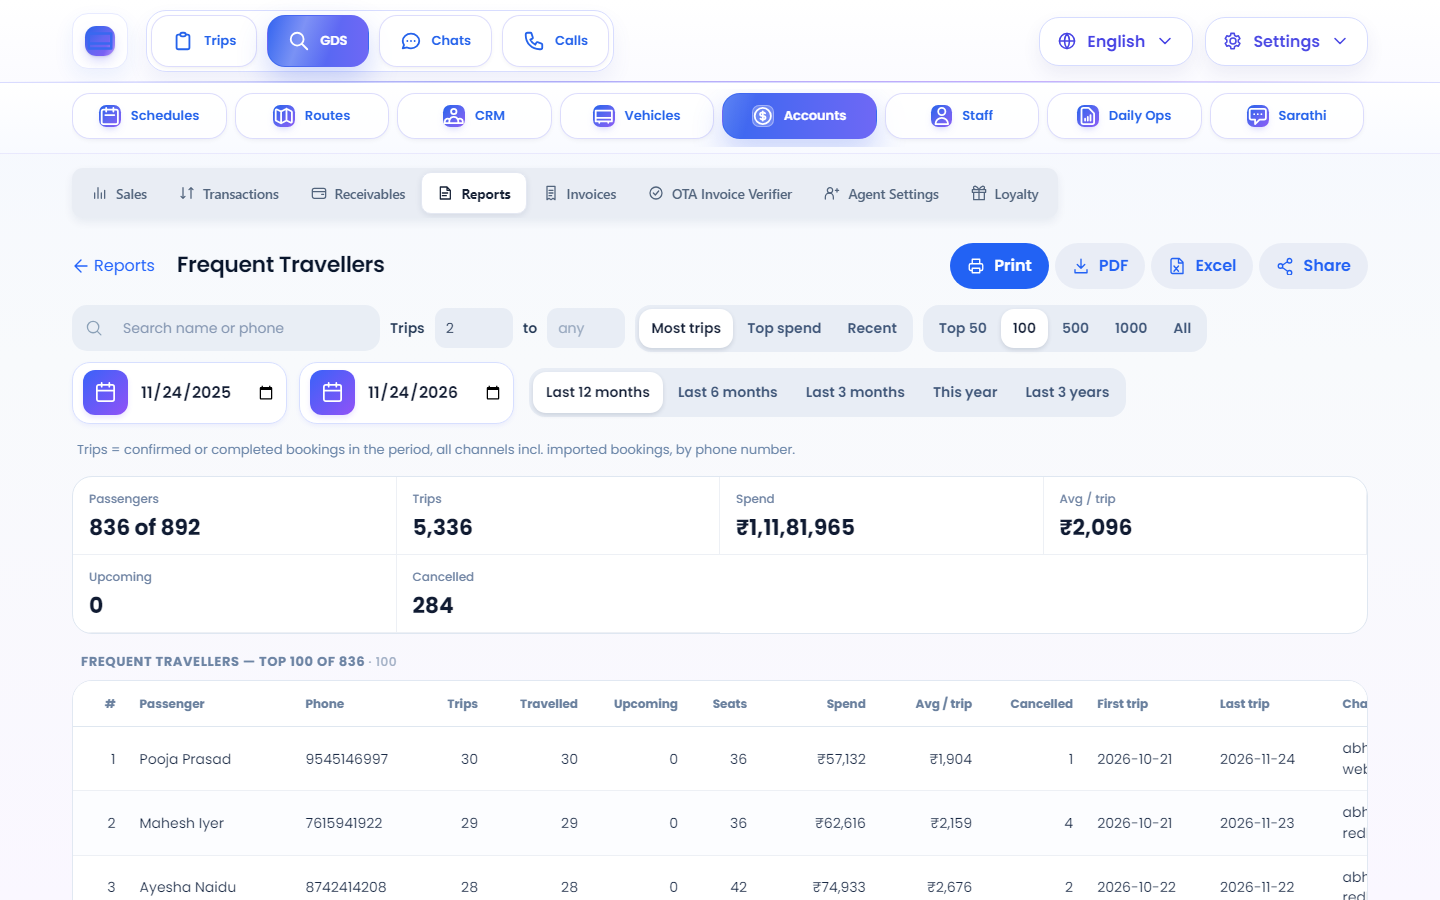 Trips GDS Chats Calls English Settings
Schedules Routes CRM Vehicles Accounts Staff Daily Ops Sarathi
Sales Transactions Receivables Reports Invoices OTA Invoice Verifier Agent Settings Loyalty
Reports Frequent Travellers Print PDF Excel Share
Search name or phone Trips 2 to any Most trips Top spend Recent Top 50 100 500 1000 All
11/24/2025 11/24/2026 Last 12 months Last 6 months Last 3 months This year Last 3 years
Trips = confirmed or completed bookings in the period, all channels incl. imported bookings, by phone number.
Passengers Trips Spend Avg / trip
836 of 892 5,336 ₹1,11,81,965 ₹2,096
Upcoming Cancelled
0 284
FREQUENT TRAVELLERS — TOP 100 OF 836 · 100
# Passenger Phone Trips Travelled Upcoming Seats Spend Avg / trip Cancelled First trip Last trip Cha
1 Pooja Prasad 9545146997 30 30 0 36 ₹57,132 ₹1,904 1 2026-10-21 2026-11-24 abh
web
2 Mahesh Iyer 7615941922 29 29 0 36 ₹62,616 ₹2,159 4 2026-10-21 2026-11-23 abh
red
3 Ayesha Naidu 8742414208 28 28 0 42 ₹74,933 ₹2,676 2 2026-10-22 2026-11-22 abh
red